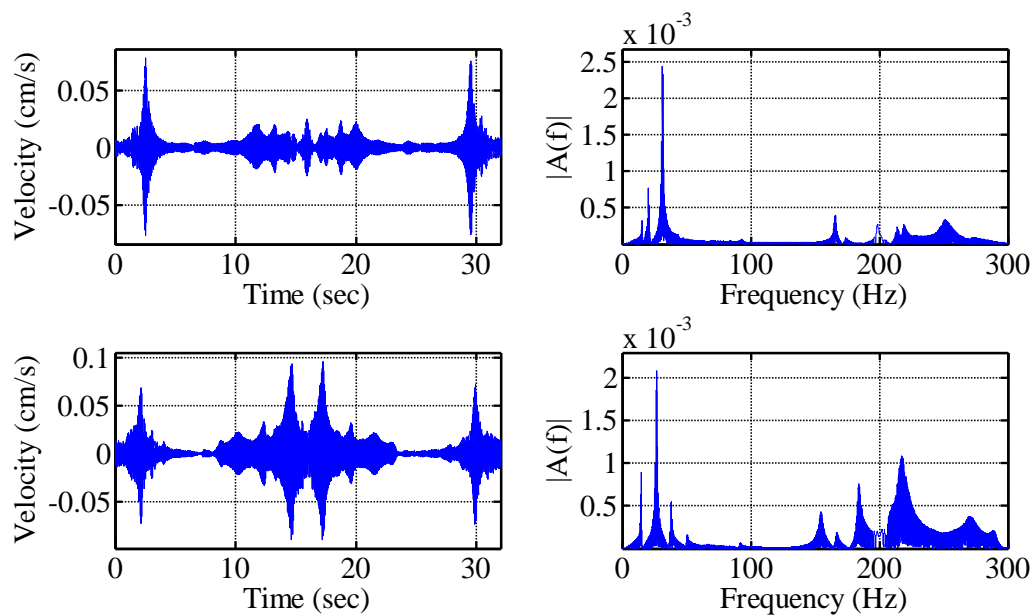 x 10-3
0.05
0
-0.05
Velocity (cm/s)
0 10 20 30
Time (sec)
2.5
2
1.5
1
0.5
|A(f)|
0 100 200 300
Frequency (Hz)
0.1
0.05
0
-0.05
Velocity (cm/s)
0 10 20 30
Time (sec)
x 10-3
2
1.5
1
0.5
|A(f)|
0 100 200 300
Frequency (Hz)